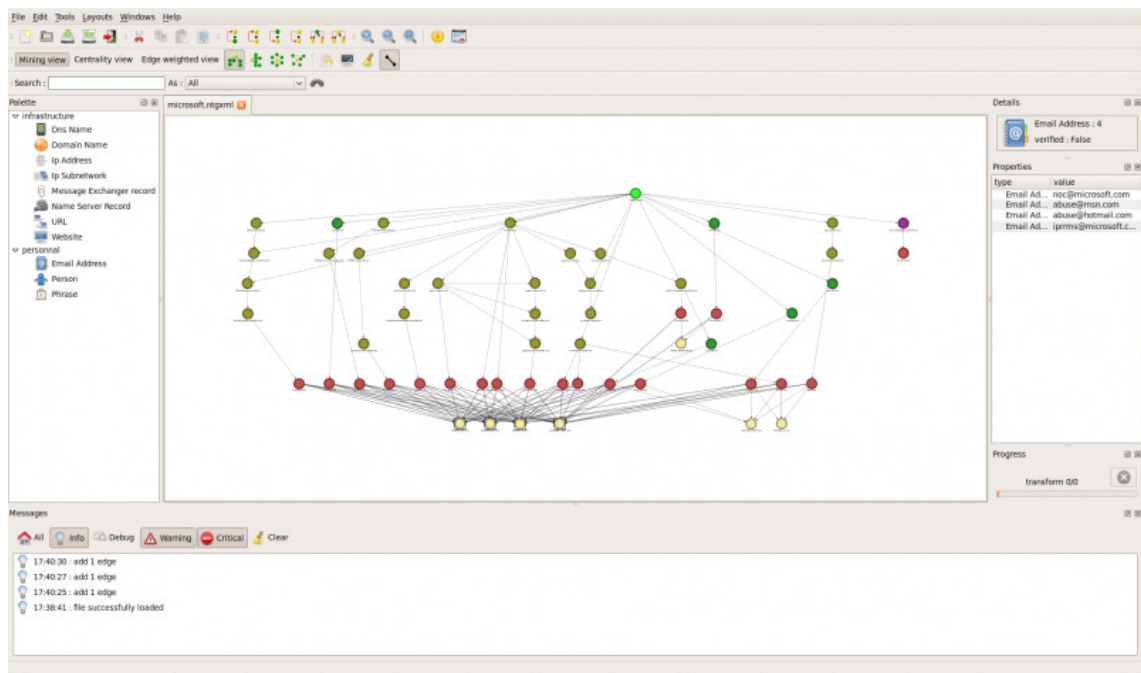 File Edit Tools Layouts Windows Help
Mining view Centrality view Edge weighted view
Search : As : All
Palette
microsoft.ntgxml
infrastructure
Dns Name
Domain Name
Ip Address
Ip Subnetwork
Message Exchanger record
Name Server Record
URL
Website
personnal
Email Address
Person
Phrase
Details
Email Address : 4
verified : False
Properties
type value
Email Ad... noc@microsoft.com
Email Ad... abuse@msn.com
Email Ad... abuse@hotmail.com
Email Ad... iprrms@microsoft.c...
Progress
transform 0/0
Messages
All Info Debug Warning Critical Clear
17:40:30 : add 1 edge
17:40:27 : add 1 edge
17:40:25 : add 1 edge
17:38:41 : file successfully loaded